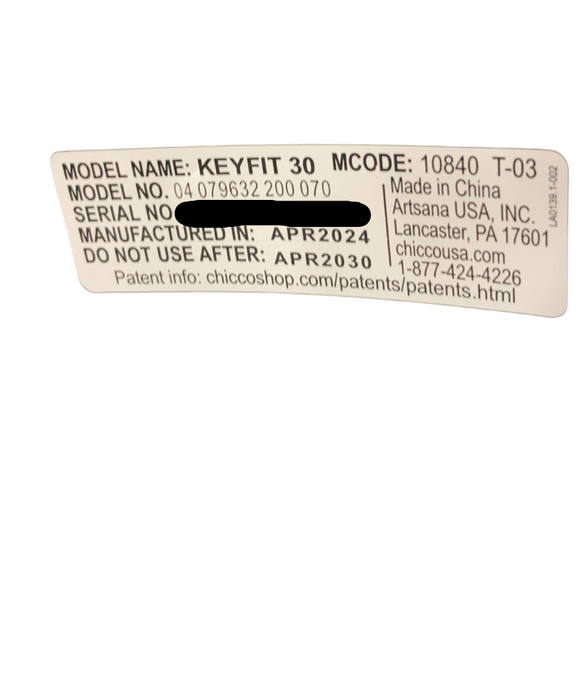 MODEL NAME: KEYFIT 30 MCODE: 10840 T-03
MODEL NO. 04 079632 200 070
SERIAL NO
MANUFACTURED IN: APR2024
DO NOT USE AFTER: APR2030
Made in China
Artsana USA, INC.
Lancaster, PA 17601
chiccousa.com
1-877-424-4226
Patent info: chiccoshop.com/patents/patents.html
LA0139.1-002